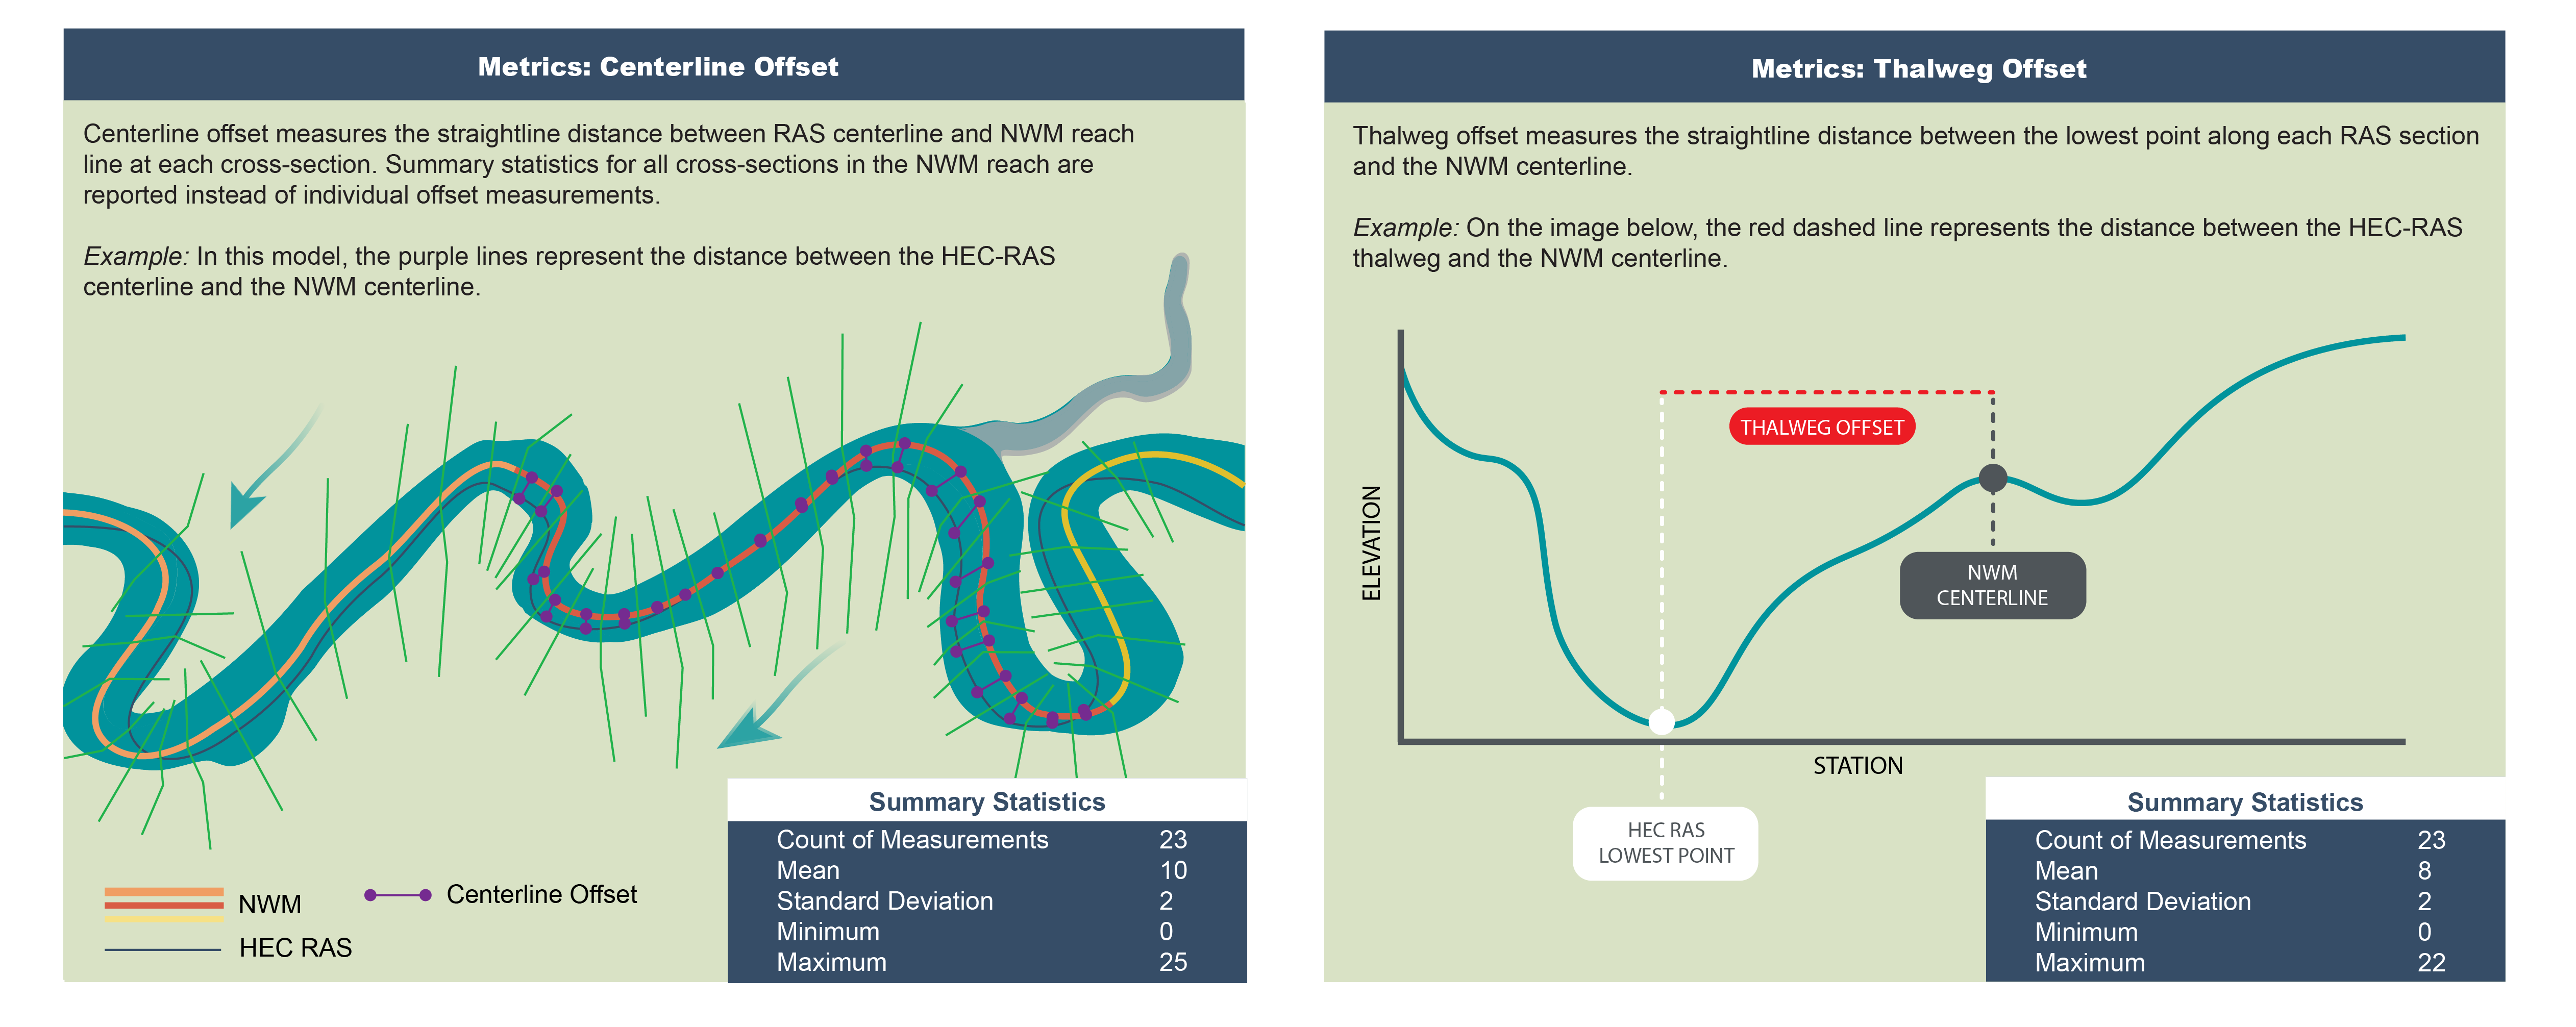 Metrics: Centerline Offset
Centerline offset measures the straightline distance between RAS centerline and NWM reach
line at each cross-section. Summary statistics for all cross-sections in the NWM reach are
reported instead of individual offset measurements.
Example: In this model, the purple lines represent the distance between the HEC-RAS
centerline and the NWM centerline.
NWM
HEC RAS
Centerline Offset
Summary Statistics
Count of Measurements 23
Mean 10
Standard Deviation 2
Minimum 0
Maximum 25
Metrics: Thalweg Offset
Thalweg offset measures the straightline distance between the lowest point along each RAS section
and the NWM centerline.
Example: On the image below, the red dashed line represents the distance between the HEC-RAS
thalweg and the NWM centerline.
ELEVATION
THALWEG OFFSET
NWM
CENTERLINE
STATION
HEC RAS
LOWEST POINT
Summary Statistics
Count of Measurements 23
Mean 8
Standard Deviation 2
Minimum 0
Maximum 22